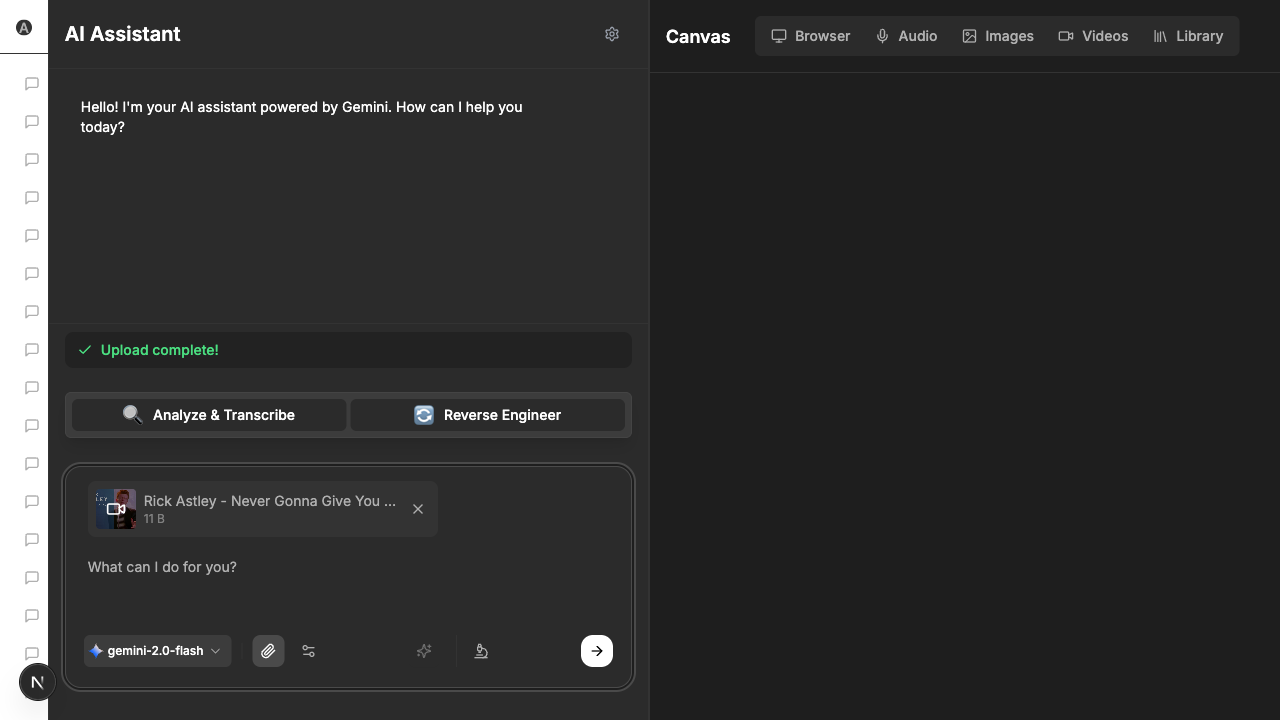 A
AI Assistant
Canvas
Browser
Audio
Images
Videos
Library
Hello! I'm your AI assistant powered by Gemini. How can I help you
today?
Upload complete!
Analyze & Transcribe
Reverse Engineer
LEY
Rick Astley - Never Gonna Give You ...
11 B
What can I do for you?
gemini-2.0-flash
N